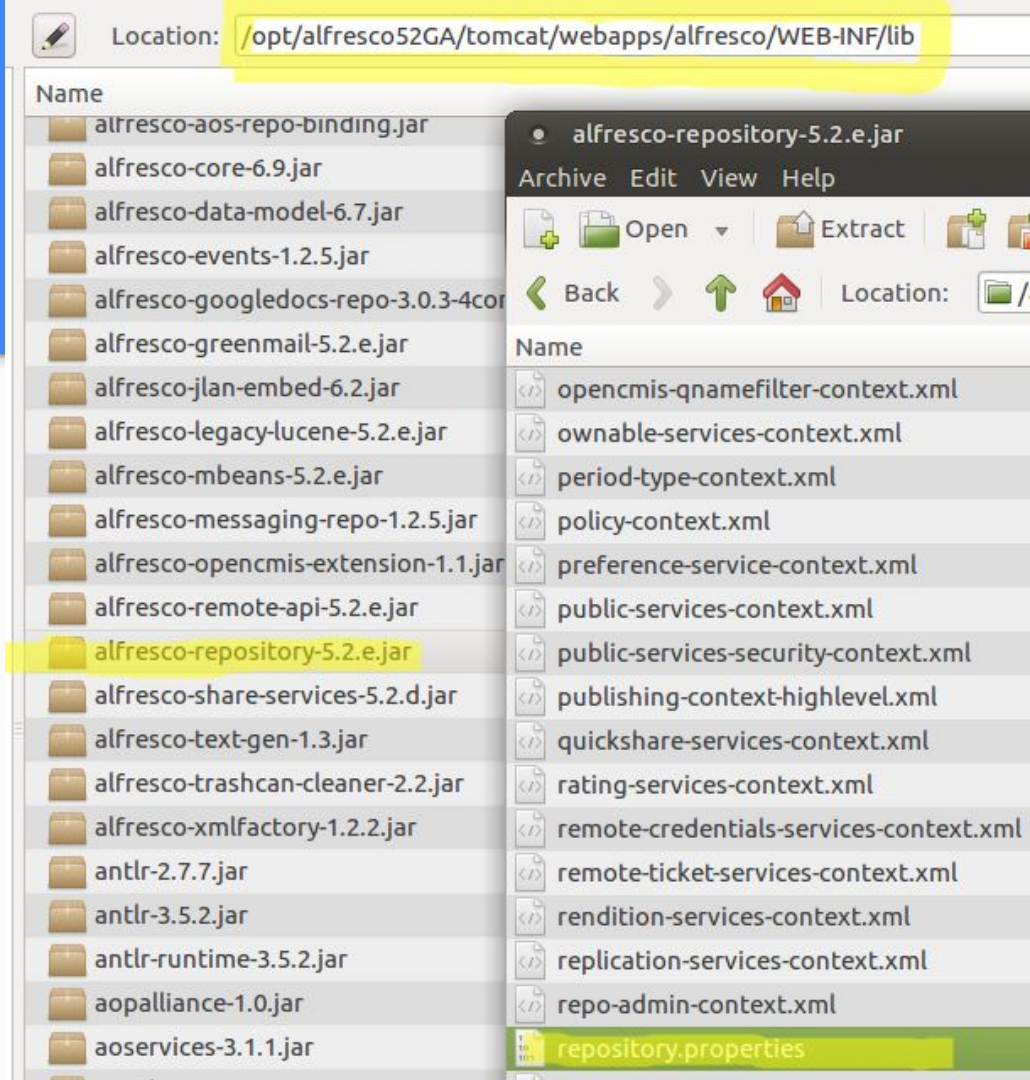 Location: /opt/alfresco52GA/tomcat/webapps/alfresco/WEB-INF/lib
Name
alfresco-aos-repo-binding.jar
alfresco-core-6.9.jar
alfresco-data-model-6.7.jar
alfresco-events-1.2.5.jar
alfresco-googledocs-repo-3.0.3-4cor
alfresco-greenmail-5.2.e.jar
alfresco-jlan-embed-6.2.jar
alfresco-legacy-lucene-5.2.e.jar
alfresco-mbeans-5.2.e.jar
alfresco-messaging-repo-1.2.5.jar
alfresco-opencmis-extension-1.1.jar
alfresco-remote-api-5.2.e.jar
alfresco-repository-5.2.e.jar
alfresco-share-services-5.2.d.jar
alfresco-text-gen-1.3.jar
alfresco-trashcan-cleaner-2.2.jar
alfresco-xmlfactory-1.2.2.jar
antlr-2.7.7.jar
antlr-3.5.2.jar
antlr-runtime-3.5.2.jar
aopalliance-1.0.jar
aoservices-3.1.1.jar
alfresco-repository-5.2.e.jar
Archive Edit View Help
Open Extract
Back Location: /
Name
opencmis-qnamefilter-context.xml
ownable-services-context.xml
period-type-context.xml
policy-context.xml
preference-service-context.xml
public-services-context.xml
public-services-security-context.xml
publishing-context-highlevel.xml
quickshare-services-context.xml
rating-services-context.xml
remote-credentials-services-context.xml
remote-ticket-services-context.xml
rendition-services-context.xml
replication-services-context.xml
repo-admin-context.xml
repository.properties